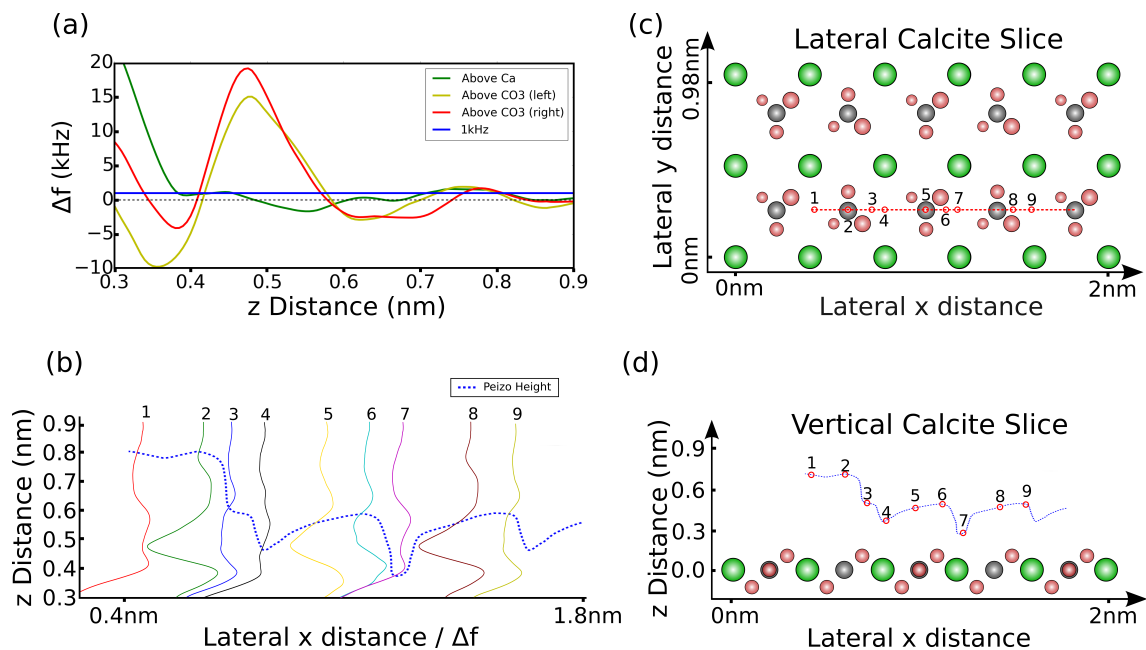 (a)
Δf (kHz)
20
15
10
5
0
−5
−10
0.3
0.4
0.5
0.6
0.7
0.8
0.9
z Distance (nm)
Above Ca
Above CO3 (left)
Above CO3 (right)
1kHz
(c)
Lateral Calcite Slice
Lateral y distance
0.98nm
0nm
1
2
3
4
5
6
7
8
9
0nm
2nm
Lateral x distance
(b)
Peizo Height
z Distance (nm)
0.9
0.8
0.7
0.6
0.5
0.4
0.3
1
2
3
4
5
6
7
8
9
0.4nm
1.8nm
Lateral x distance / Δf
(d)
Vertical Calcite Slice
z Distance (nm)
0.9
0.6
0.3
0.0
1
2
3
4
5
6
7
8
9
0nm
2nm
Lateral x distance